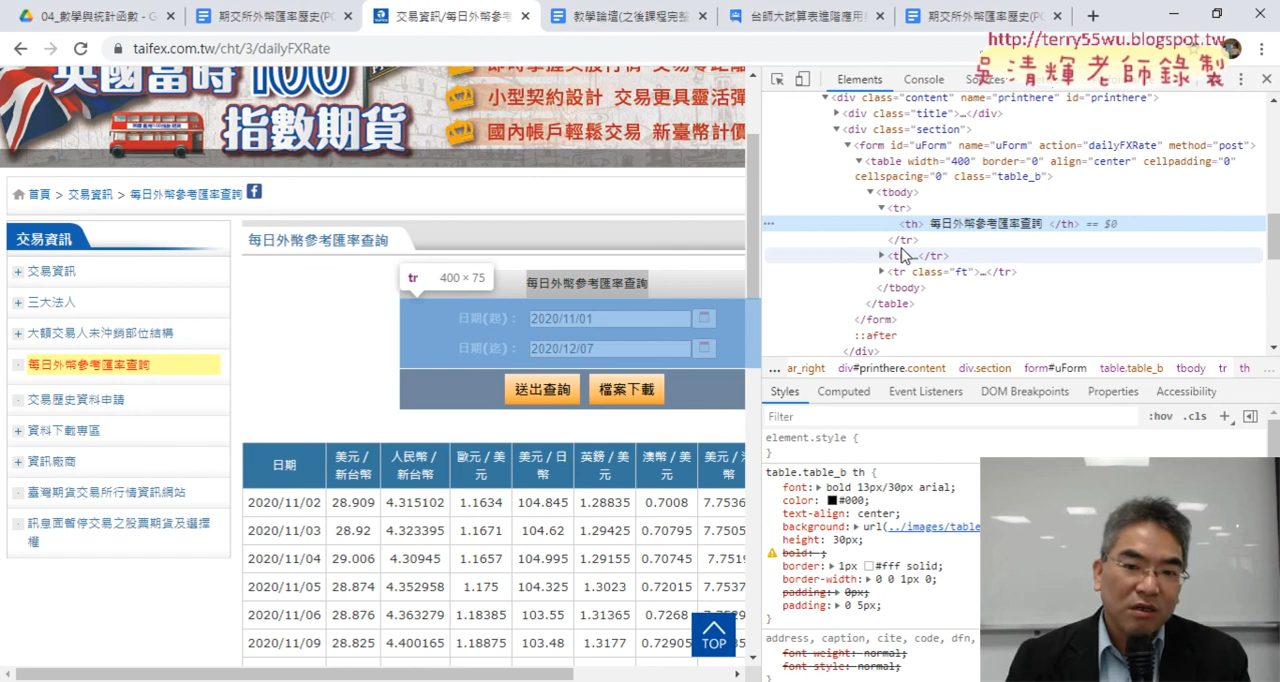 04_數學與統計函數 - G
期交所外幣匯率歷史(PC
交易資訊/每日外幣參考匯
教學論壇(之後課程完整
台師大試算表進階應用
期交所外幣匯率歷史(PC
taifex.com.tw/cht/3/dailyFXRate
http://terry55wu.blogspot.tw
吳清輝老師錄製
英國當時100
指數期貨
小型契約設計 交易更具靈活彈
國內帳戶輕鬆交易 新臺幣計價
首頁 > 交易資訊 > 每日外幣參考匯率查詢
交易資訊
交易資訊
三大法人
大額交易人未沖銷部位結構
每日外幣參考匯率查詢
交易歷史資料申請
資料下載專區
資訊廠商
臺灣期貨交易所行情資訊網站
訊息面暫停交易之股票期貨及選擇
權
每日外幣參考匯率查詢
tr 400 × 75
每日外幣參考匯率查詢
日期(起)： 2020/11/01
日期(迄)： 2020/12/07
送出查詢 檔案下載
日期 美元 / 新台幣 人民幣 / 新台幣 歐元 / 美元 美元 / 日幣 英鎊 / 美元 澳幣 / 美元 美元 / 幣
2020/11/02 28.909 4.315102 1.1634 104.845 1.28835 0.7008 7.7536
2020/11/03 28.92 4.323395 1.1671 104.62 1.29425 0.70795 7.7505
2020/11/04 29.006 4.30945 1.1657 104.995 1.29155 0.70745 7.751
2020/11/05 28.874 4.352958 1.175 104.325 1.3023 0.72015 7.7537
2020/11/06 28.876 4.363279 1.18385 103.55 1.31365 0.7268
2020/11/09 28.825 4.400165 1.18875 103.48 1.3177 0.72905
TOP
Elements Console
<div class="content" name="printhere" id="printhere">
<div class="title">…</div>
<div class="section">
<form id="uForm" name="uForm" action="dailyFXRate" method="post">
<table width="400" border="0" align="center" cellpadding="0"
cellspacing="0" class="table_b">
<tbody>
<tr>
<th> 每日外幣參考匯率查詢 </th> == $0
</tr>
…</tr>
<tr class="ft">…</tr>
</tbody>
</table>
</form>
::after
</div>
... ar_right div#printhere.content div.section form#uForm table.table_b tbody tr th ...
Styles Computed Event Listeners DOM Breakpoints Properties Accessibility
Filter :hov .cls +
element.style {
}
table.table_b th {
font: bold 13px/30px arial;
color: #000;
text-align: center;
background: url(../images/table
height: 30px;
bold: ;
border: 1px #fff solid;
border-width: 0 0 1px 0;
padding: 0px;
padding: 0 5px;
}
address, caption, cite, code, dfn,
font-weight: normal;
font-style: normal;